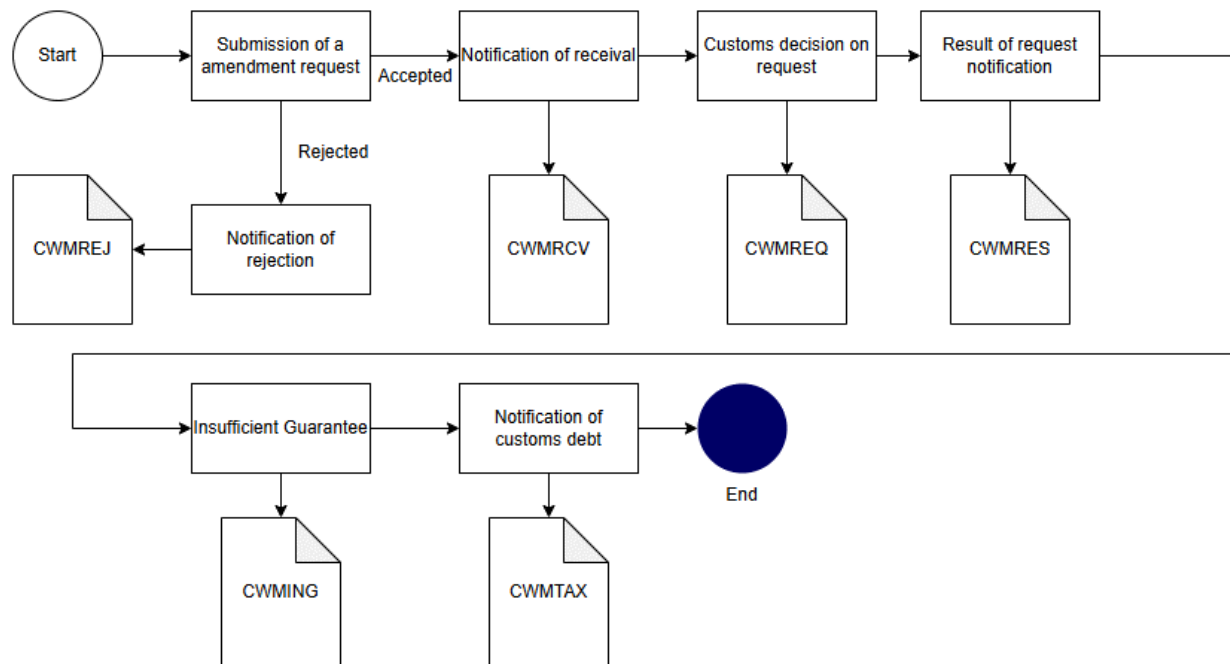 Start
Submission of a
amendment request
Accepted
Notification of receival
Customs decision on
request
Result of request
notification
Rejected
CWMREJ
Notification of
rejection
CWMRCV
CWMREQ
CWMRES
Insufficient Guarantee
Notification of
customs debt
End
CWMING
CWMTAX